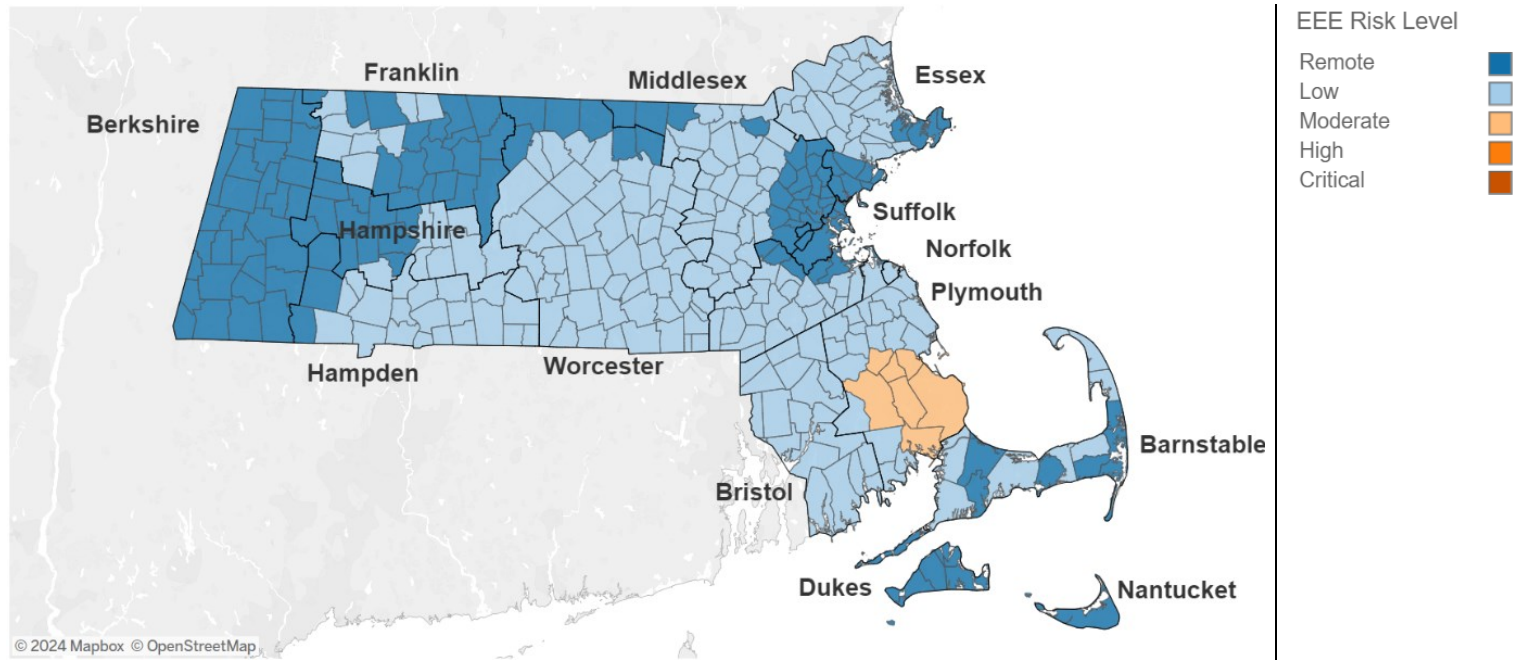 Franklin
Middlesex
Essex
Berkshire
Suffolk
Hampshire
Norfolk
Plymouth
Hampden
Worcester
Barnstable
Bristol
Dukes
Nantucket
© 2024 Mapbox © OpenStreetMap
EEE Risk Level
Remote
Low
Moderate
High
Critical